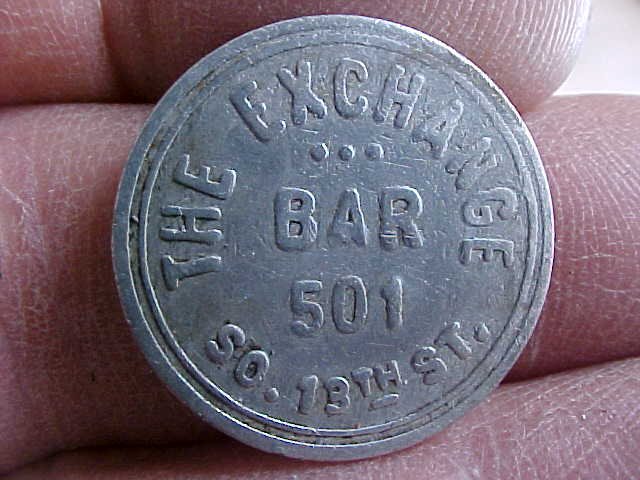 THE EXCHANGE
BAR
501
SO. 13TH ST.,